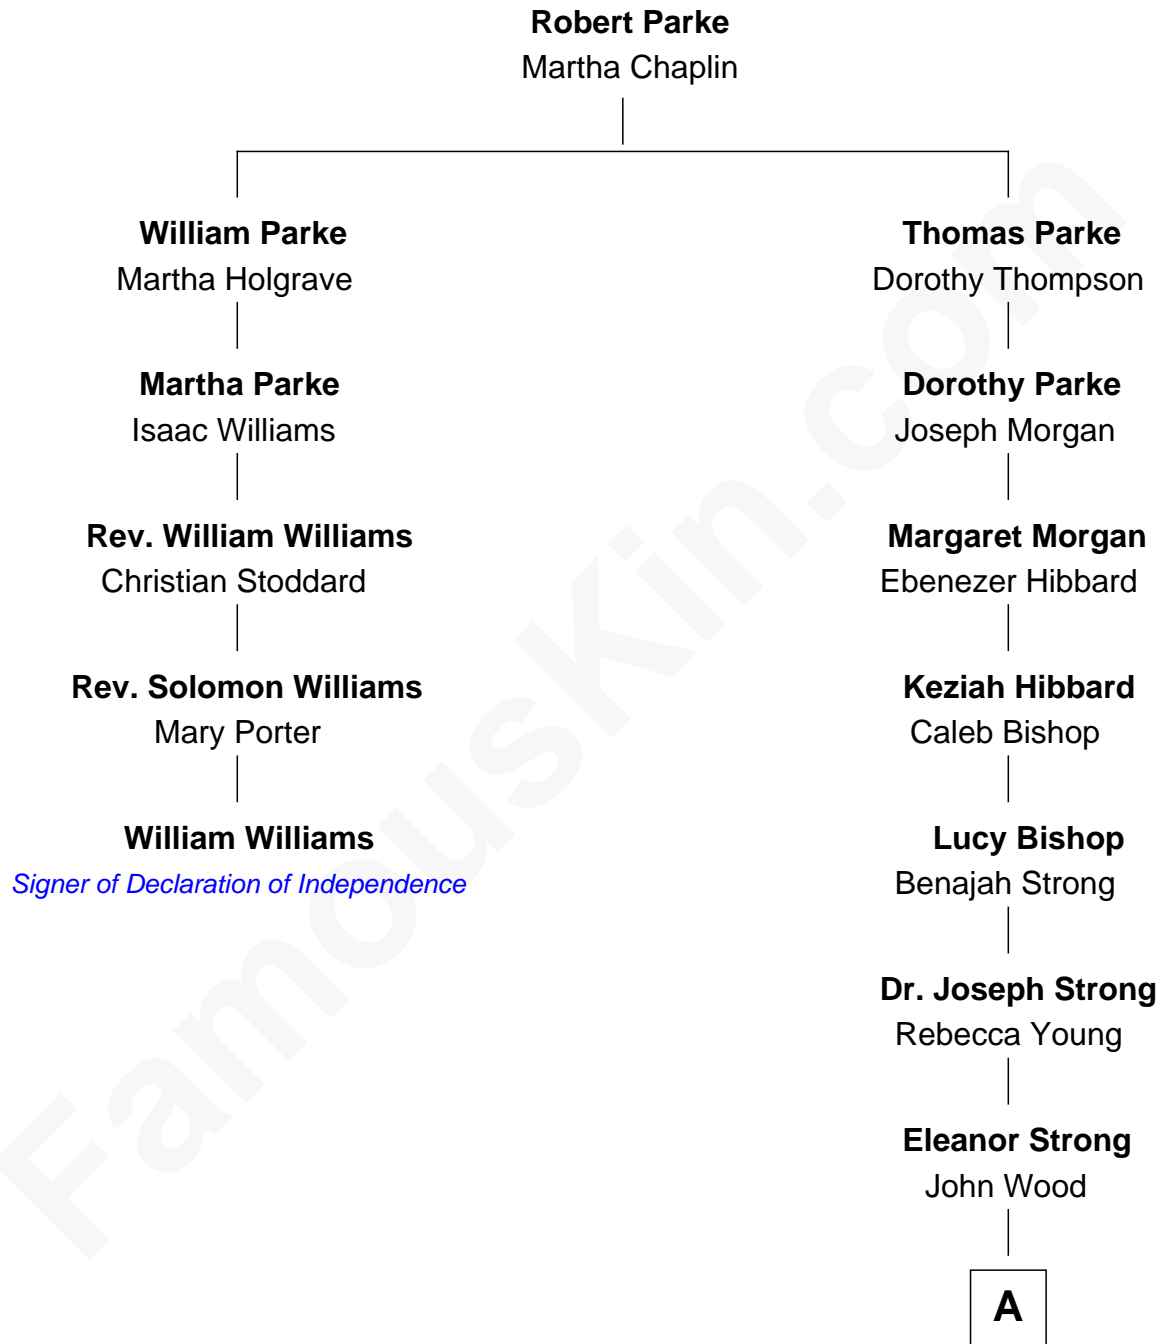 Robert Parke
Martha Chaplin
William Parke
Martha Holgrave
Martha Parke
Isaac Williams
Rev. William Williams
Christian Stoddard
Rev. Solomon Williams
Mary Porter
William Williams
Signer of Declaration of Independence
Thomas Parke
Dorothy Thompson
Dorothy Parke
Joseph Morgan
Margaret Morgan
Ebenezer Hibbard
Keziah Hibbard
Caleb Bishop
Lucy Bishop
Benajah Strong
Dr. Joseph Strong
Rebecca Young
Eleanor Strong
John Wood
A
FamousKin.com